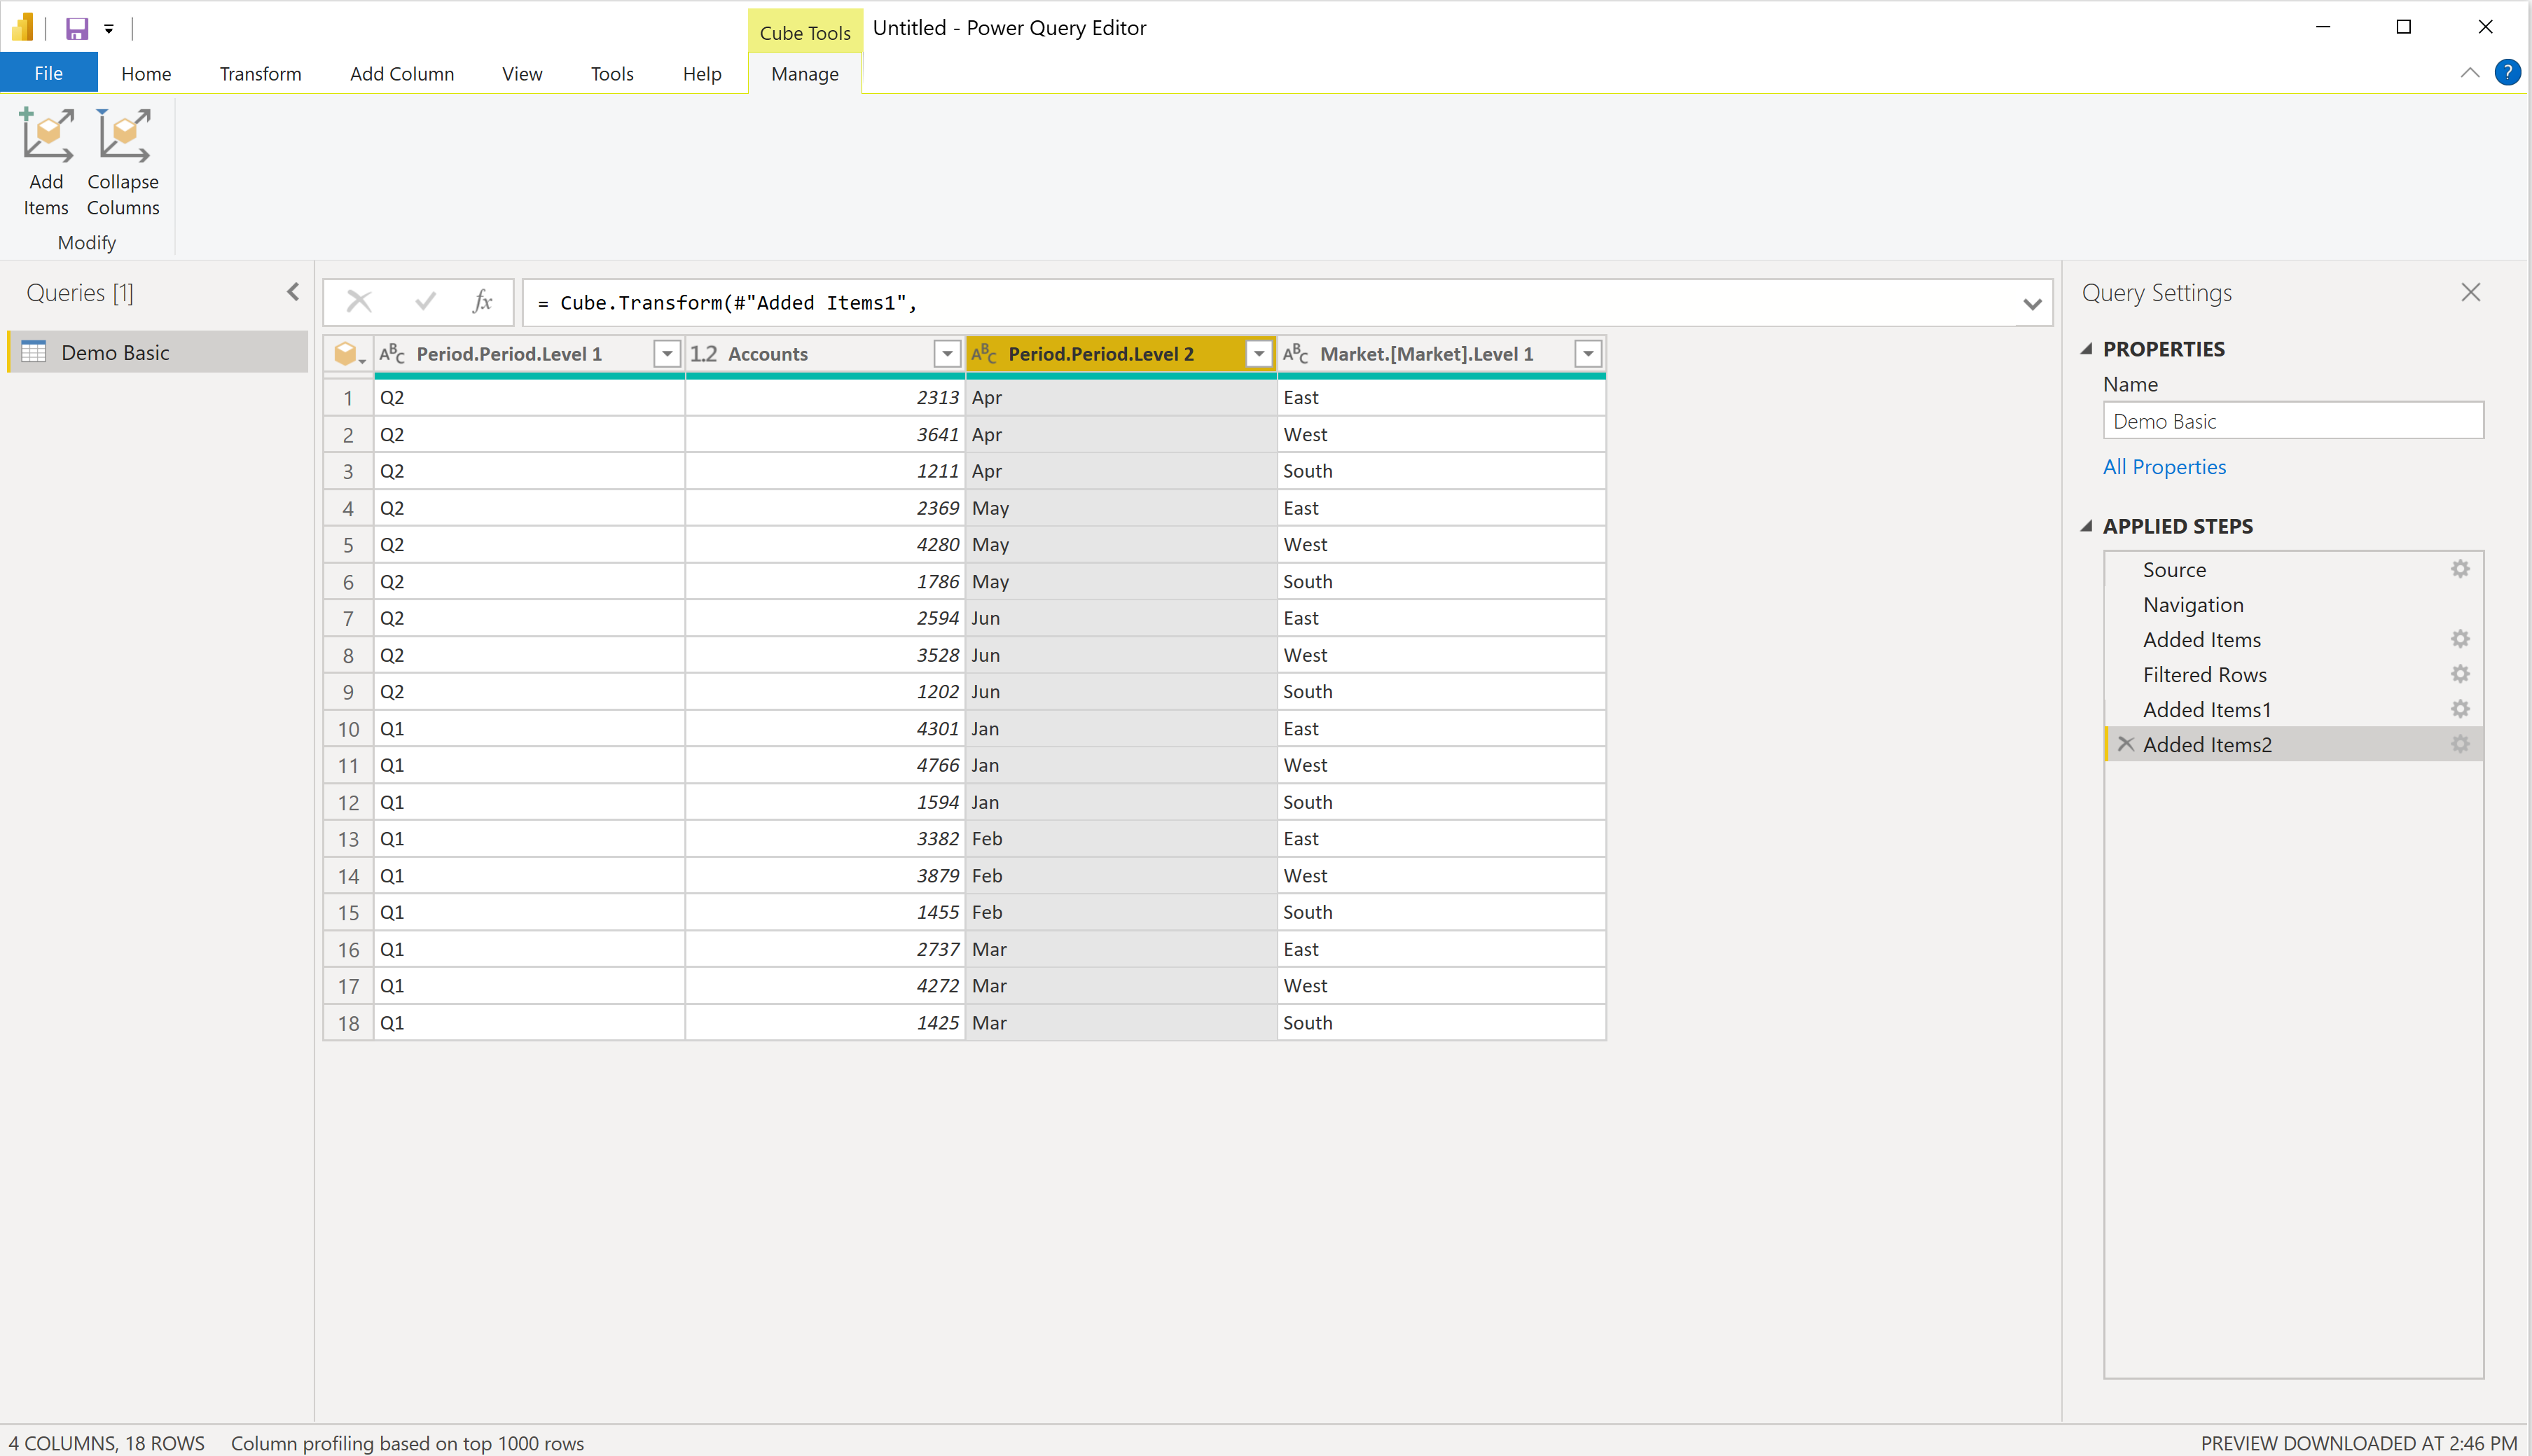 Cube Tools
Untitled - Power Query Editor
File Home Transform Add Column View Tools Help Manage
?
Add Items
Collapse Columns
Modify
Queries [1]
Demo Basic
fx = Cube.Transform(#"Added Items1",
ABC Period.Period.Level 1 1.2 Accounts ABC Period.Period.Level 2 ABC Market.[Market].Level 1
1 Q2 2313 Apr East
2 Q2 3641 Apr West
3 Q2 1211 Apr South
4 Q2 2369 May East
5 Q2 4280 May West
6 Q2 1786 May South
7 Q2 2594 Jun East
8 Q2 3528 Jun West
9 Q2 1202 Jun South
10 Q1 4301 Jan East
11 Q1 4766 Jan West
12 Q1 1594 Jan South
13 Q1 3382 Feb East
14 Q1 3879 Feb West
15 Q1 1455 Feb South
16 Q1 2737 Mar East
17 Q1 4272 Mar West
18 Q1 1425 Mar South
Query Settings
PROPERTIES
Name
Demo Basic
All Properties
APPLIED STEPS
Source
Navigation
Added Items
Filtered Rows
Added Items1
Added Items2
4 COLUMNS, 18 ROWS Column profiling based on top 1000 rows
PREVIEW DOWNLOADED AT 2:46 PM